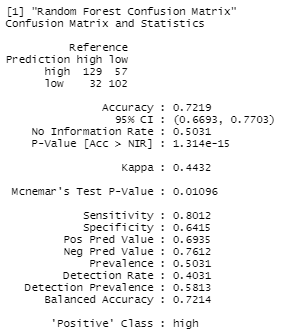 [1] "Random Forest Confusion Matrix"
Confusion Matrix and Statistics
Reference
Prediction high low
high 129 57
low 32 102
Accuracy : 0.7219
95% CI : (0.6693, 0.7703)
No Information Rate : 0.5031
P-Value [Acc > NIR] : 1.314e-15
Kappa : 0.4432
Mcnemar's Test P-Value : 0.01096
Sensitivity : 0.8012
Specificity : 0.6415
Pos Pred Value : 0.6935
Neg Pred Value : 0.7612
Prevalence : 0.5031
Detection Rate : 0.4031
Detection Prevalence : 0.5813
Balanced Accuracy : 0.7214
'Positive' Class : high